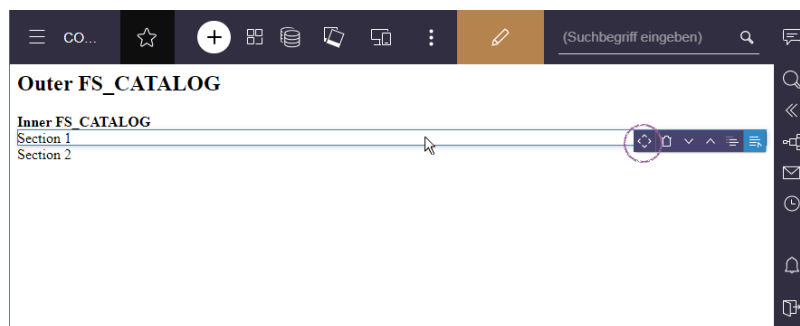 CO...
(Suchbegriff eingeben)
Outer FS_CATALOG
Inner FS_CATALOG
Section 1
Section 2